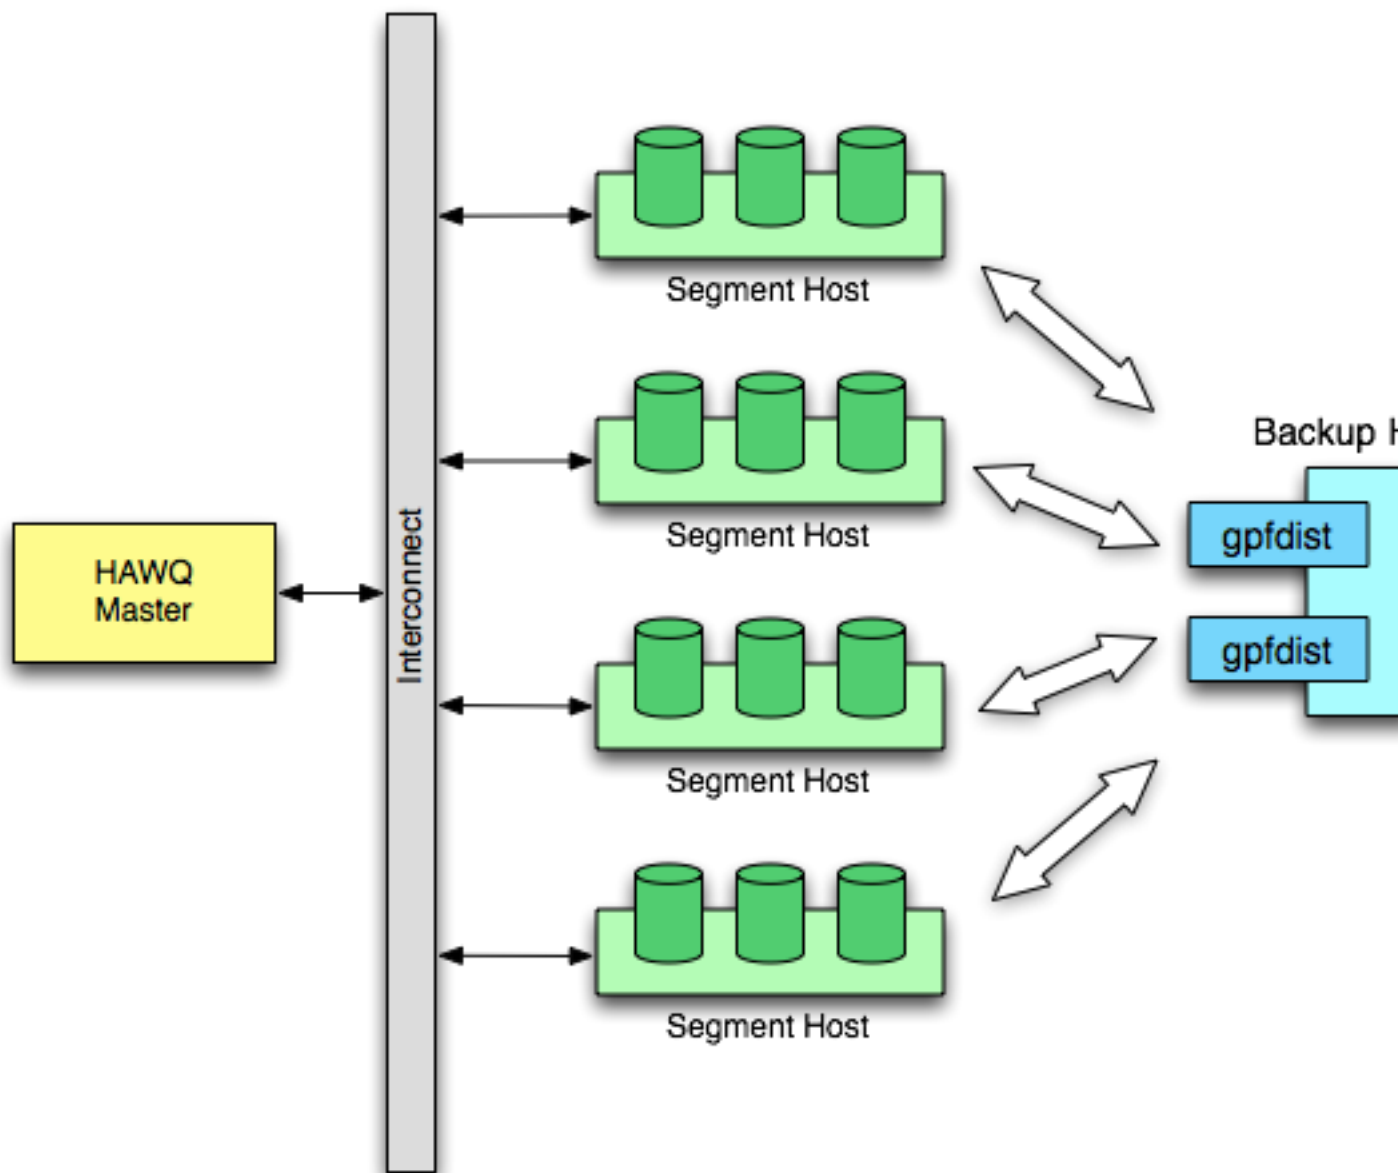 HAWQ
Master
Interconnect
Segment Host
Segment Host
Segment Host
Segment Host
Backup H
gpfdist
gpfdist